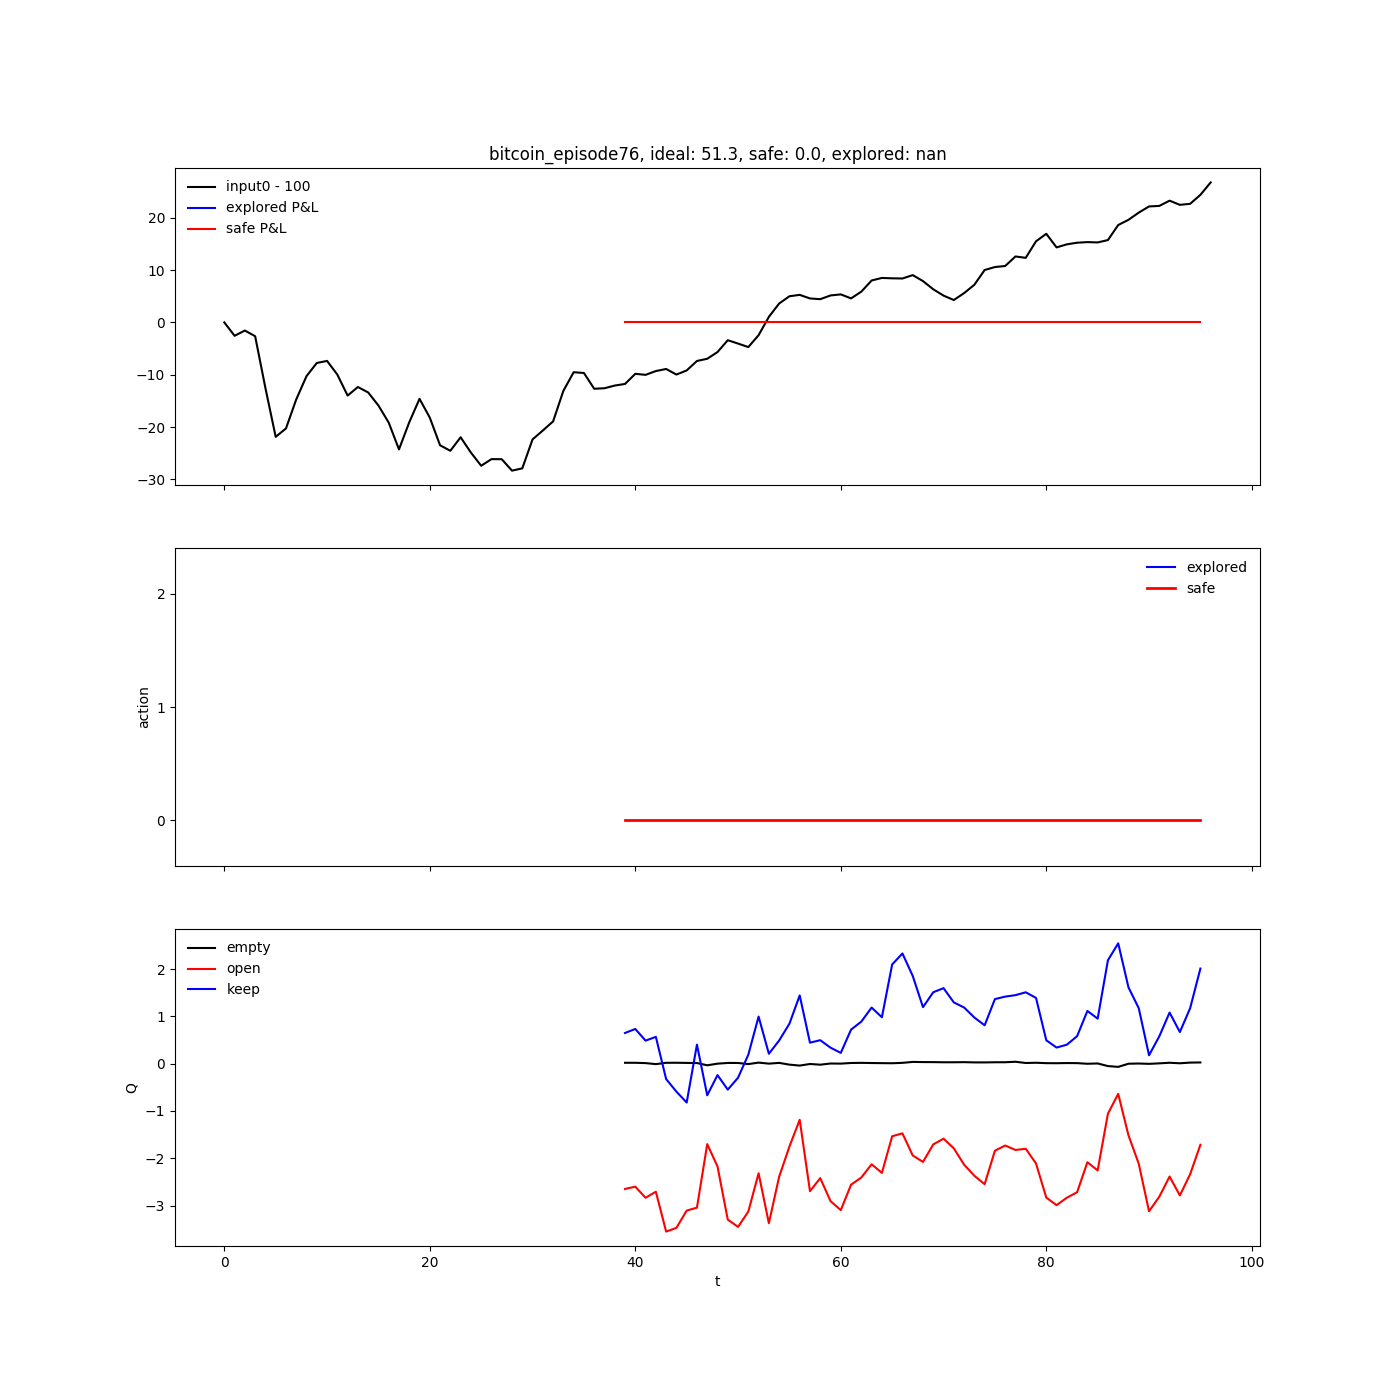 bitcoin_episode76, ideal: 51.3, safe: 0.0, explored: nan
input0 - 100
explored P&L
safe P&L
20
10
0
−10
−20
−30
explored
safe
2
1
0
action
empty
open
keep
2
1
0
−1
−2
−3
Q
0 20 40 60 80 100
t